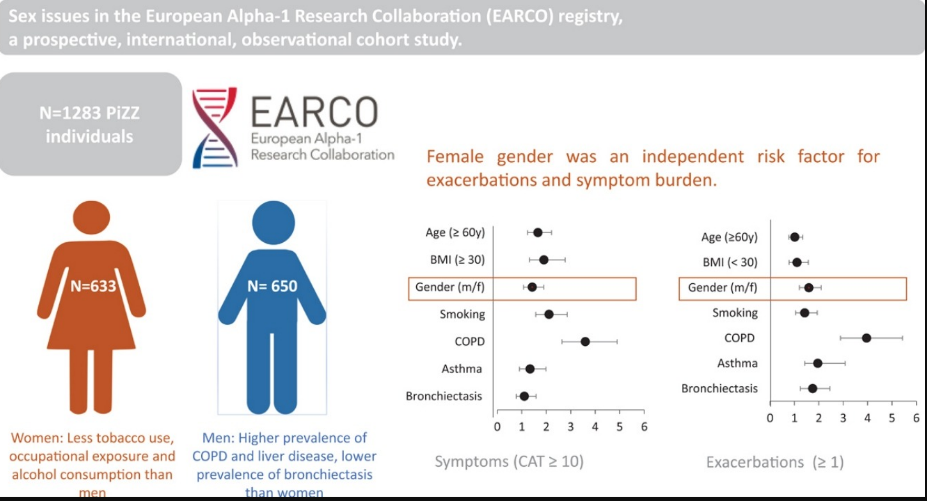 Sex issues in the European Alpha-1 Research Collaboration (EARCO) registry,
a prospective, international, observational cohort study.
N=1283 PiZZ
individuals
EARCO
European Alpha-1
Research Collaboration
N=633
N= 650
Women: Less tobacco use,
occupational exposure and
alcohol consumption than
men
Men: Higher prevalence of
COPD and liver disease, lower
prevalence of bronchiectasis
than women
Female gender was an independent risk factor for
exacerbations and symptom burden.
Age (≥ 60y)
BMI (≥ 30)
Gender (m/f)
Smoking
COPD
Asthma
Bronchiectasis
0 1 2 3 4 5 6
Symptoms (CAT ≥ 10)
Age (≥60y)
BMI (< 30)
Gender (m/f)
Smoking
COPD
Asthma
Bronchiectasis
0 1 2 3 4 5 6
Exacerbations (≥ 1)